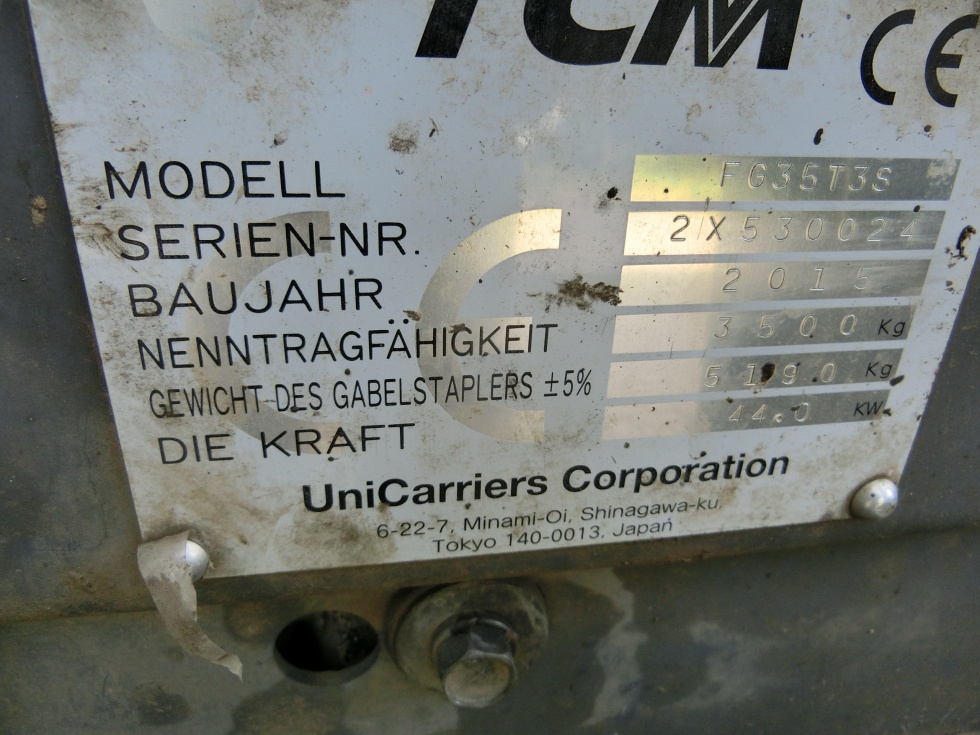 TCM CE
MODELL FG35T3S
SERIEN-NR. 2X530024
BAUJAHR 2015
NENNTRAGFÄHIGKEIT 3500 Kg
GEWICHT DES GABELSTAPLERS ±5% 5190 Kg
DIE KRAFT 44.0 KW
UniCarriers Corporation
6-22-7, Minami-Oi, Shinagawa-ku,
Tokyo 140-0013, Japan